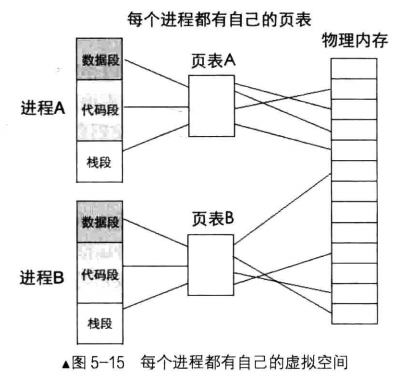 每个进程都有自己的页表
物理内存
数据段
页表A
进程A
代码段
栈段
数据段
页表B
进程B
代码段
栈段
▲图5-15 每个进程都有自己的虚拟空间